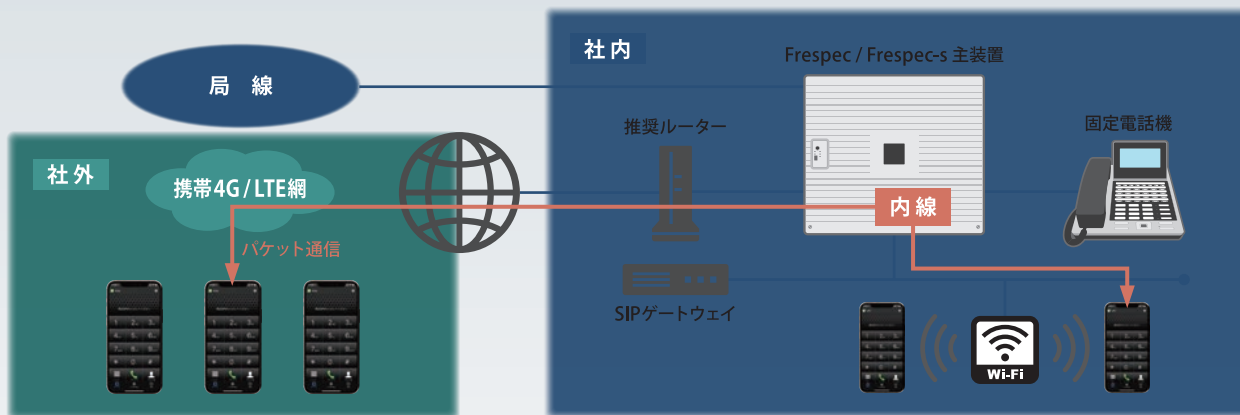 局 線
社内
Frespec / Frespec-s 主装置
推奨ルーター
固定電話機
社外
携帯4G / LTE網
内線
パケット通信
SIPゲートウェイ
Wi-Fi